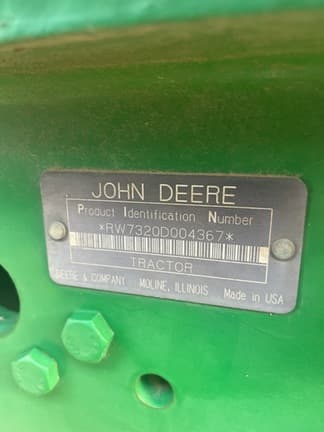 JOHN DEERE
Product Identification Number
*RW7320D004367*
TRACTOR
DEERE & COMPANY MOLINE, ILLINOIS Made in USA